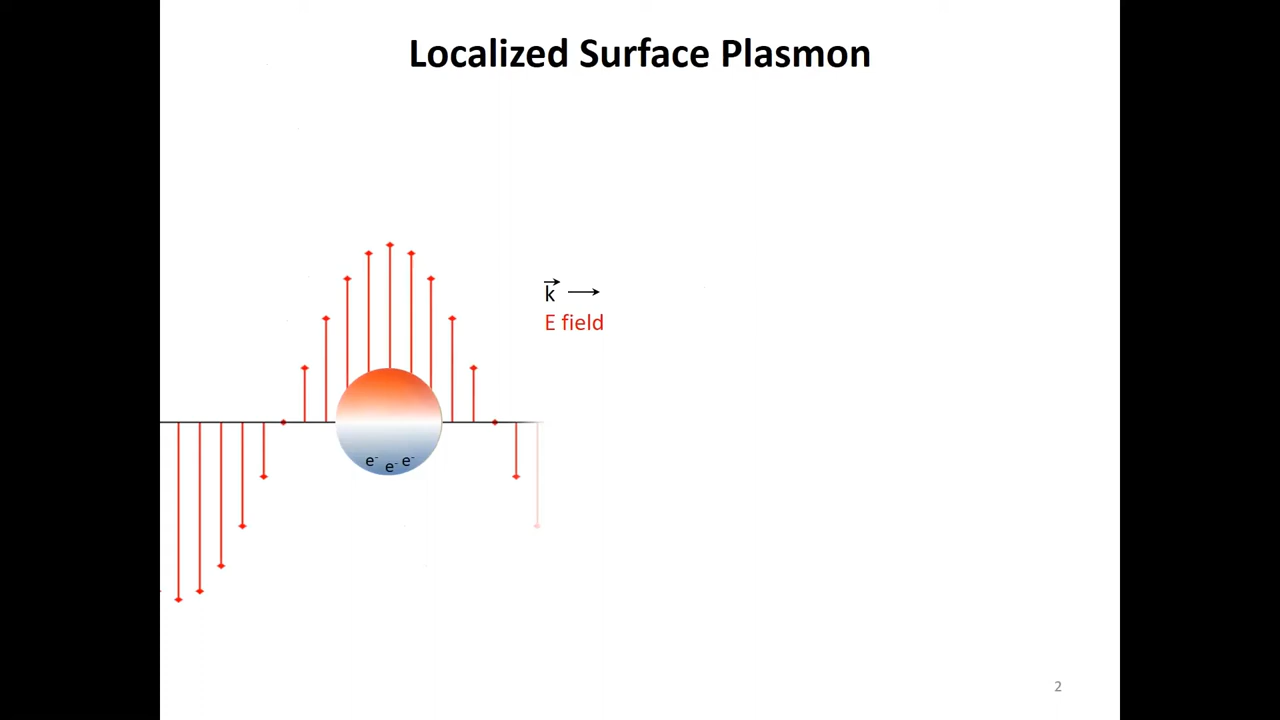 Localized Surface Plasmon
k
E field
e⁻ e⁻ e⁻
2